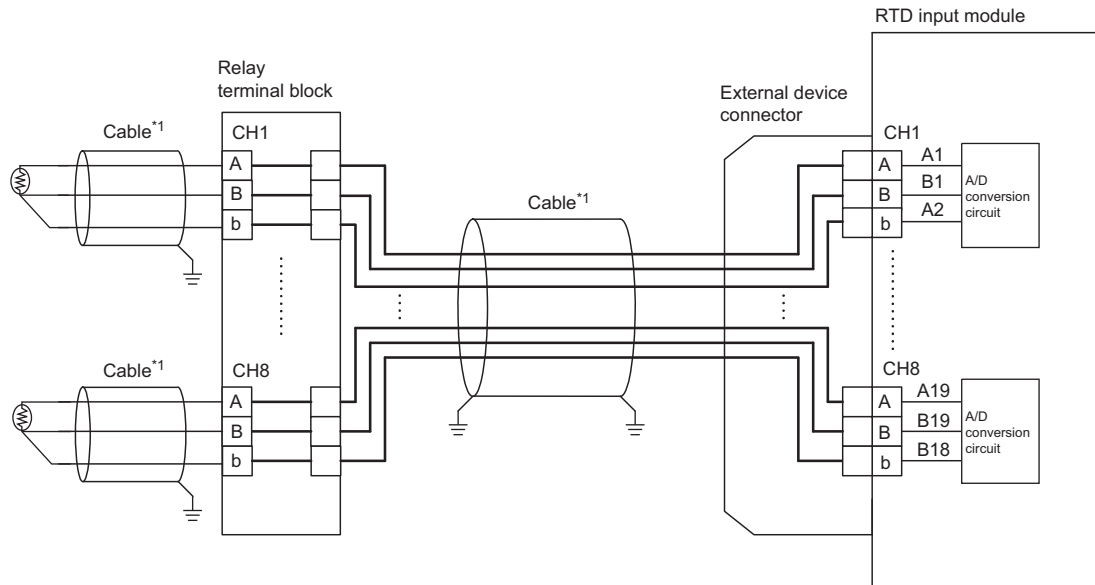 RTD input module
Relay
terminal block
External device
connector
Cable*1
CH1
A
B
b
Cable*1
CH1
A
B
b
A1
B1
A2
A/D
conversion
circuit
Cable*1
CH8
A
B
b
CH8
A
B
b
A19
B19
B18
A/D
conversion
circuit